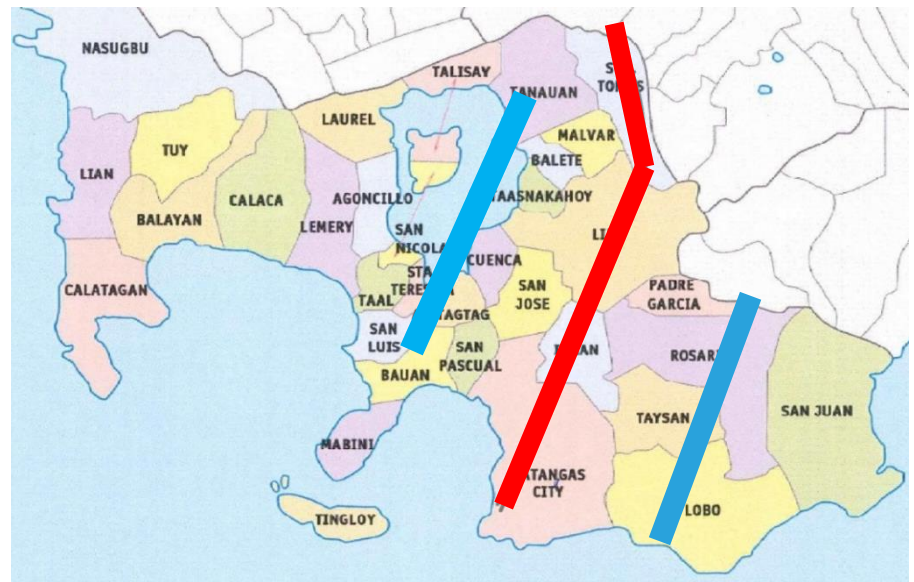 NASUGBU
TALISAY
TANAUAN
LAUREL
TUY
MALVAR
BALETE
LIAN
CALACA
AGONCILLO
BALAYAN
LEMERY
SAN
CUENCA
CALATAGAN
TAAL
SAN
JOSE
PADRE
GARCIA
SAN
LUIS
SAN
PASCUAL
BAUAN
TAYSAN
SAN JUAN
MABINI
CITY
LOBO
TINGLOY